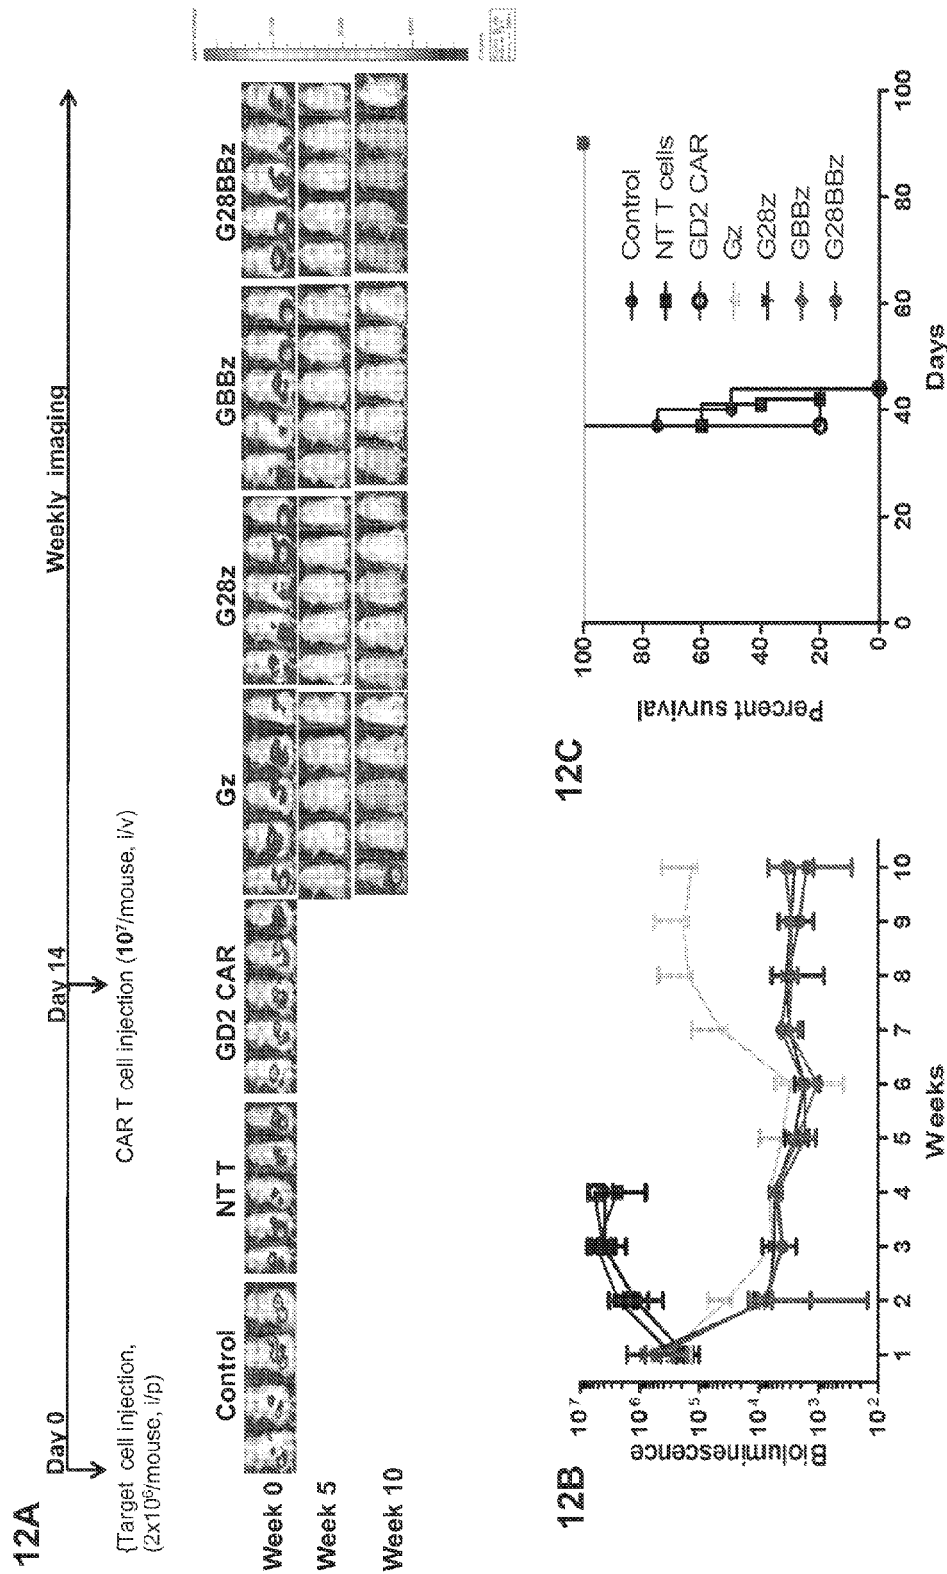 12A
Day 0
Day 14
Weekly imaging
{Target cell injection,
(2x10⁶/mouse, i/p)
CAR T cell injection (10⁷/mouse, i/v)
Control
NT T
GD2 CAR
Gz
G28z
GBBz
G28BBz
Week 0
Week 5
Week 10
12B
Bioluminescence
10⁷
10⁶
10⁵
10⁴
10³
10²
1 2 3 4 5 6 7 8 9 10
Weeks
12C
Percent survival
100
80
60
40
20
0
0 20 40 60 80 100
Days
Control
NT T cells
GD2 CAR
Gz
G28z
GBBz
G28BBz